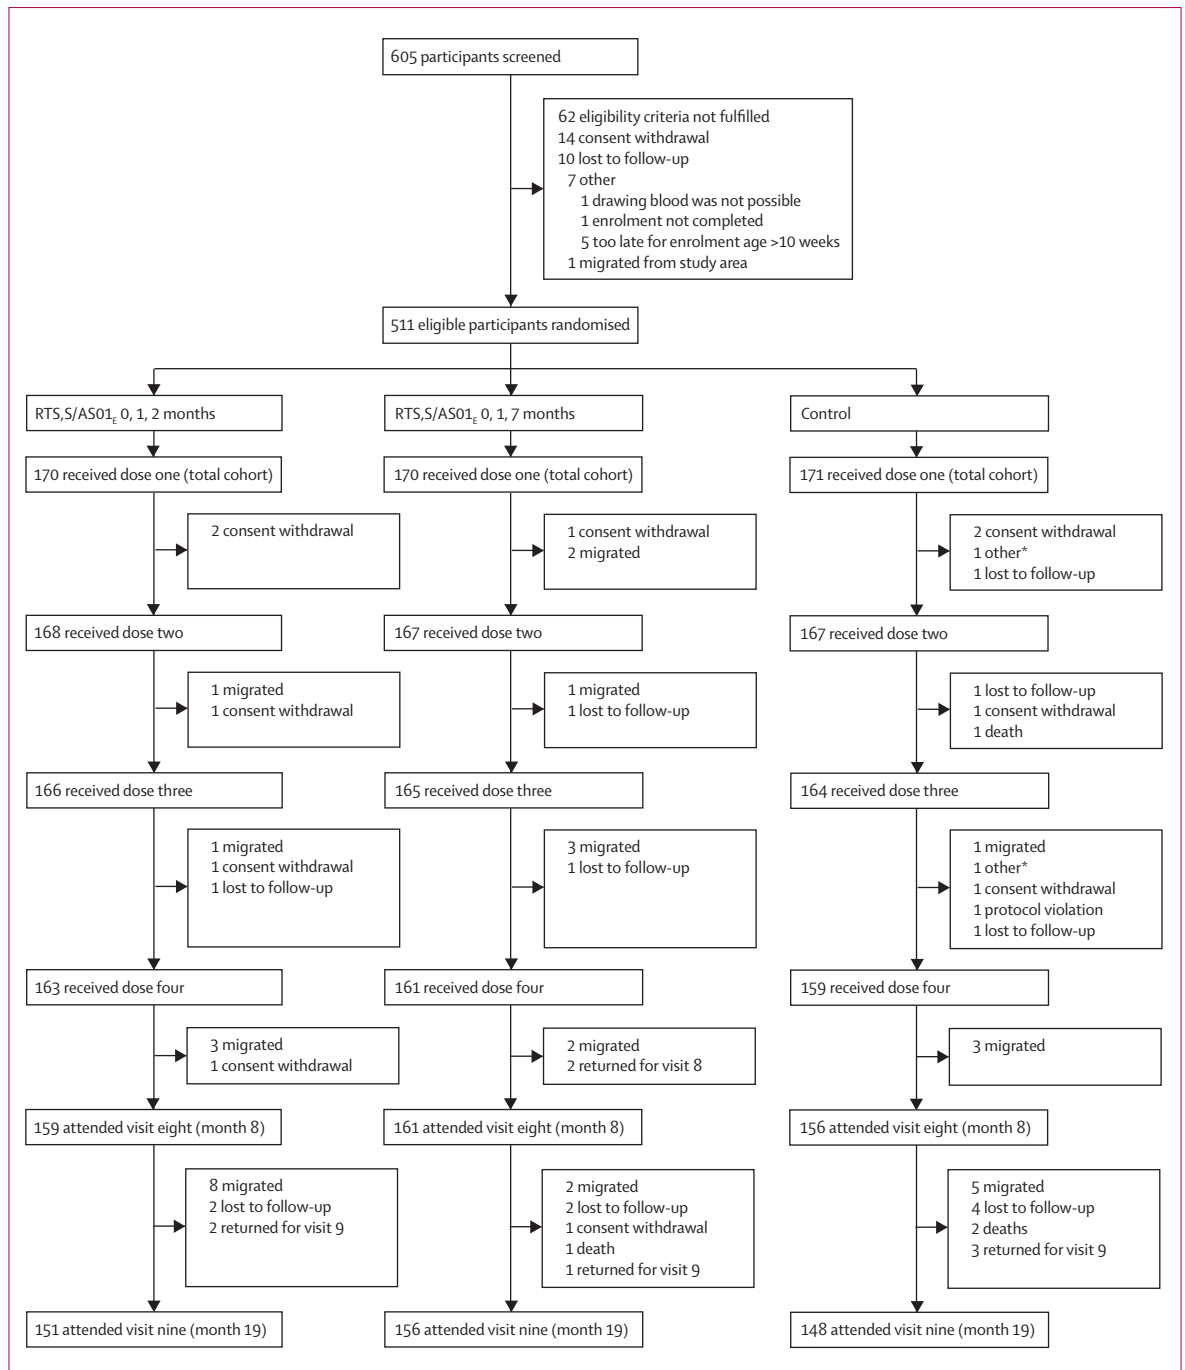 605 participants screened
62 eligibility criteria not fulfilled
14 consent withdrawal
10 lost to follow-up
7 other
1 drawing blood was not possible
1 enrolment not completed
5 too late for enrolment age >10 weeks
1 migrated from study area
511 eligible participants randomised
RTS,S/AS01E 0, 1, 2 months
RTS,S/AS01E 0, 1, 7 months
Control
170 received dose one (total cohort)
170 received dose one (total cohort)
171 received dose one (total cohort)
2 consent withdrawal
1 consent withdrawal
2 migrated
2 consent withdrawal
1 other*
1 lost to follow-up
168 received dose two
167 received dose two
167 received dose two
1 migrated
1 consent withdrawal
1 migrated
1 lost to follow-up
1 lost to follow-up
1 consent withdrawal
1 death
166 received dose three
165 received dose three
164 received dose three
1 migrated
1 consent withdrawal
1 lost to follow-up
3 migrated
1 lost to follow-up
1 migrated
1 other*
1 consent withdrawal
1 protocol violation
1 lost to follow-up
163 received dose four
161 received dose four
159 received dose four
3 migrated
1 consent withdrawal
2 migrated
2 returned for visit 8
3 migrated
159 attended visit eight (month 8)
161 attended visit eight (month 8)
156 attended visit eight (month 8)
8 migrated
2 lost to follow-up
2 returned for visit 9
2 migrated
2 lost to follow-up
1 consent withdrawal
1 death
1 returned for visit 9
5 migrated
4 lost to follow-up
2 deaths
3 returned for visit 9
151 attended visit nine (month 19)
156 attended visit nine (month 19)
148 attended visit nine (month 19)